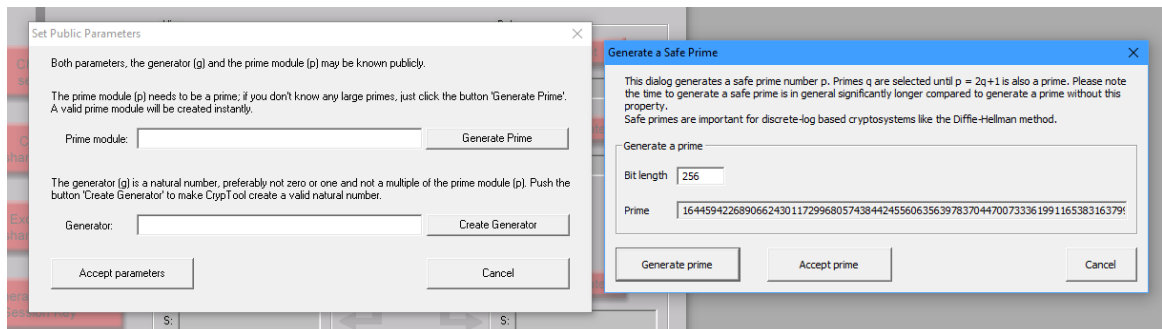 Set Public Parameters
Both parameters, the generator (g) and the prime module (p) may be known publicly.
The prime module (p) needs to be a prime; if you don't know any large primes, just click the button 'Generate Prime'.
A valid prime module will be created instantly.
Prime module:
Generate Prime
The generator (g) is a natural number, preferably not zero or one and not a multiple of the prime module (p). Push the
button 'Create Generator' to make CrypTool create a valid natural number.
Generator:
Create Generator
Accept parameters
Cancel
Session Key
S:
S:
Generate a Safe Prime
This dialog generates a safe prime number p. Primes q are selected until p = 2q+1 is also a prime. Please note
the time to generate a safe prime is in general significantly longer compared to generate a prime without this
property.
Safe primes are important for discrete-log based cryptosystems like the Diffie-Hellman method.
Generate a prime
Bit length
256
Prime
Generate prime
Accept prime
Cancel